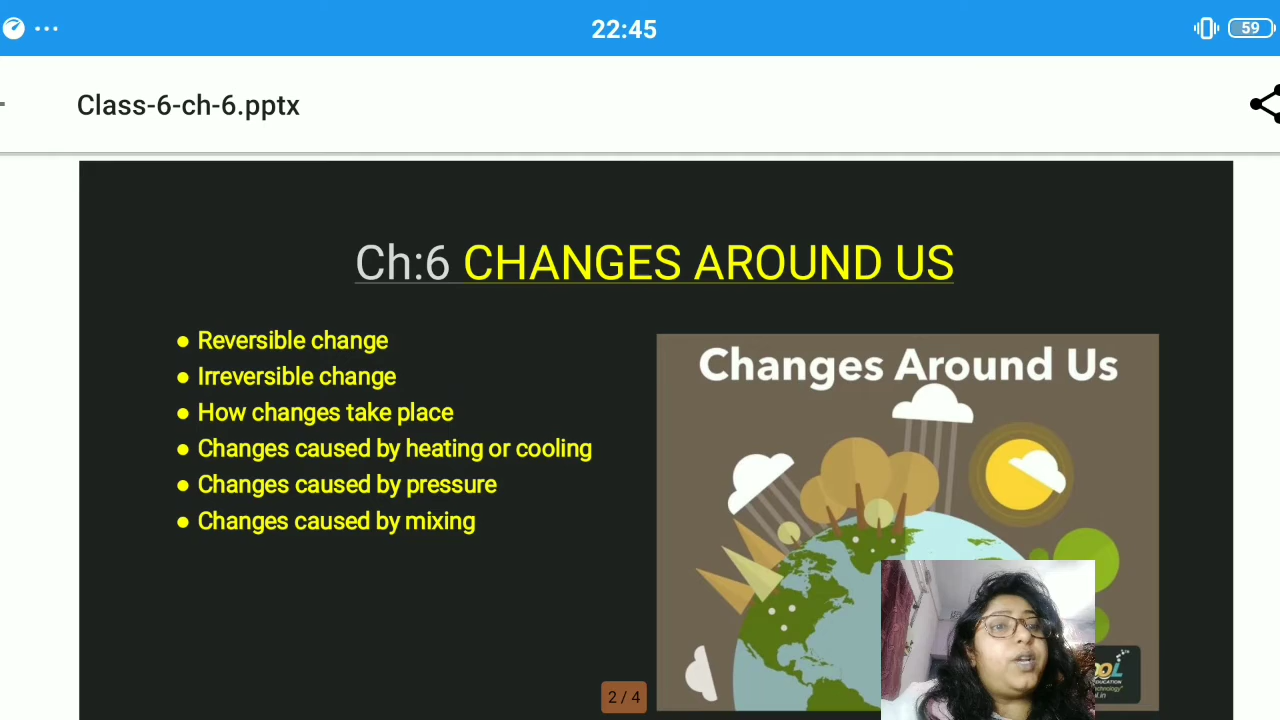 22:45
59
Class-6-ch-6.pptx
Ch:6 CHANGES AROUND US
● Reversible change
● Irreversible change
● How changes take place
● Changes caused by heating or cooling
● Changes caused by pressure
● Changes caused by mixing
Changes Around Us
2 / 4